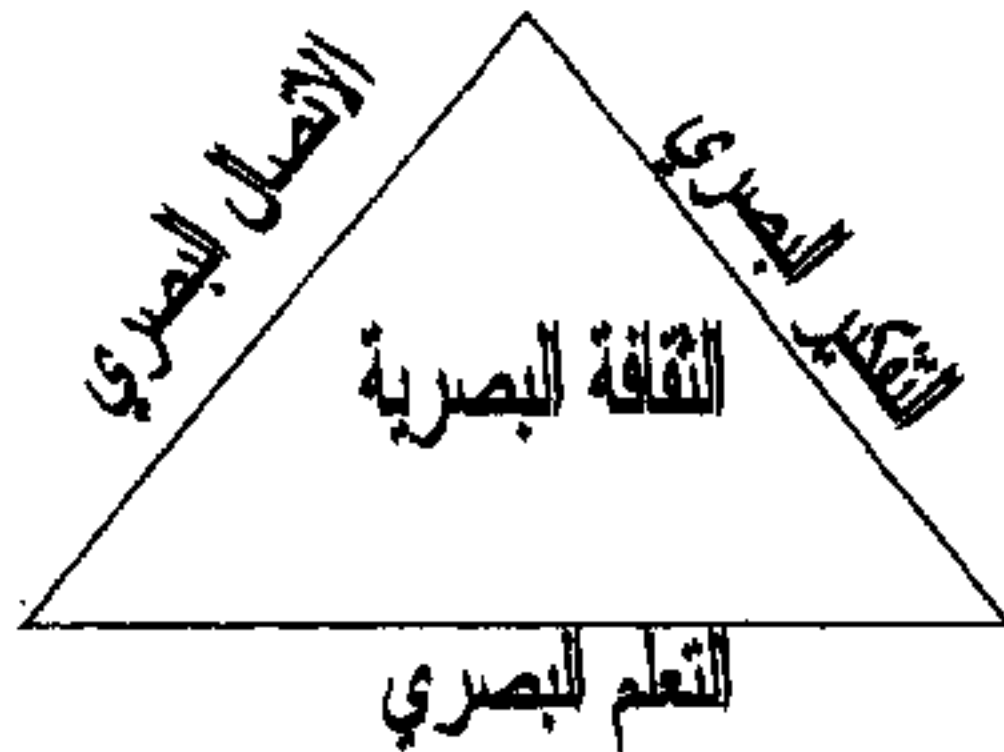 الاتصال البصري
التفكير البصري
الثقافة البصرية
التعلم البصري